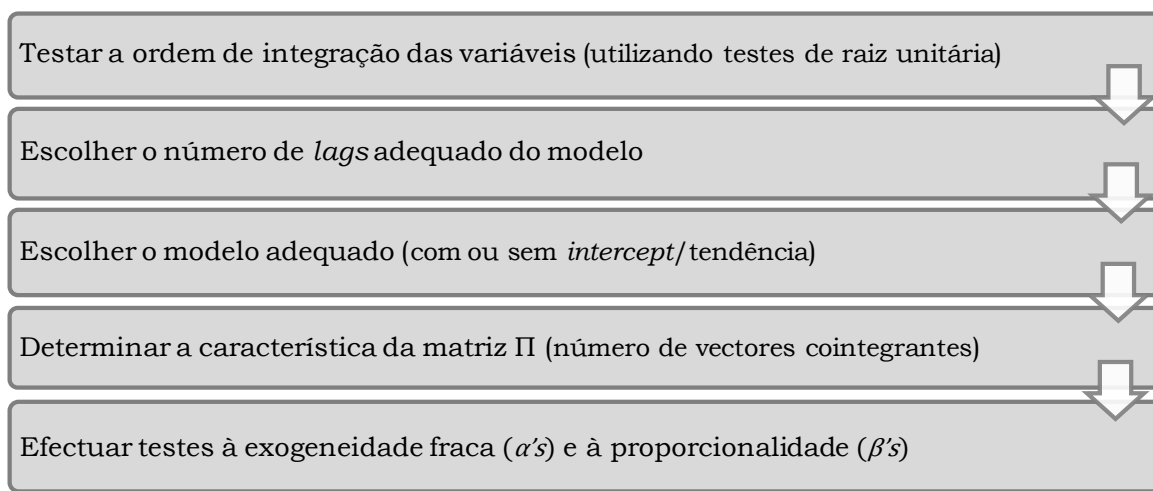 Testar a ordem de integração das variáveis (utilizando testes de raiz unitária)
Escolher o número de lags adequado do modelo
Escolher o modelo adequado (com ou sem intercept/tendência)
Determinar a característica da matriz Π (número de vectores cointegrantes)
Efectuar testes à exogeneidade fraca (α's) e à proporcionalidade (β's)